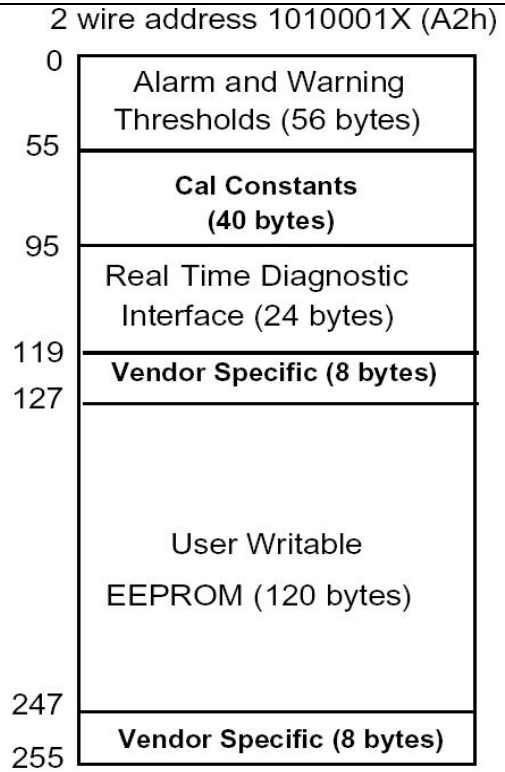 2 wire address 1010001X (A2h)
0
Alarm and Warning
Thresholds (56 bytes)
55
Cal Constants
(40 bytes)
95
Real Time Diagnostic
Interface (24 bytes)
119
Vendor Specific (8 bytes)
127
User Writable
EEPROM (120 bytes)
247
Vendor Specific (8 bytes)
255